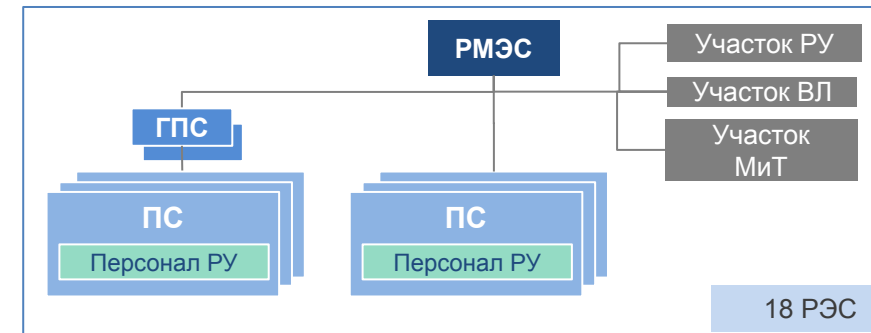 РМЭС
Участок РУ
Участок ВЛ
Участок
МиТ
ГПС
ПС
Персонал РУ
ПС
Персонал РУ
18 РЭС